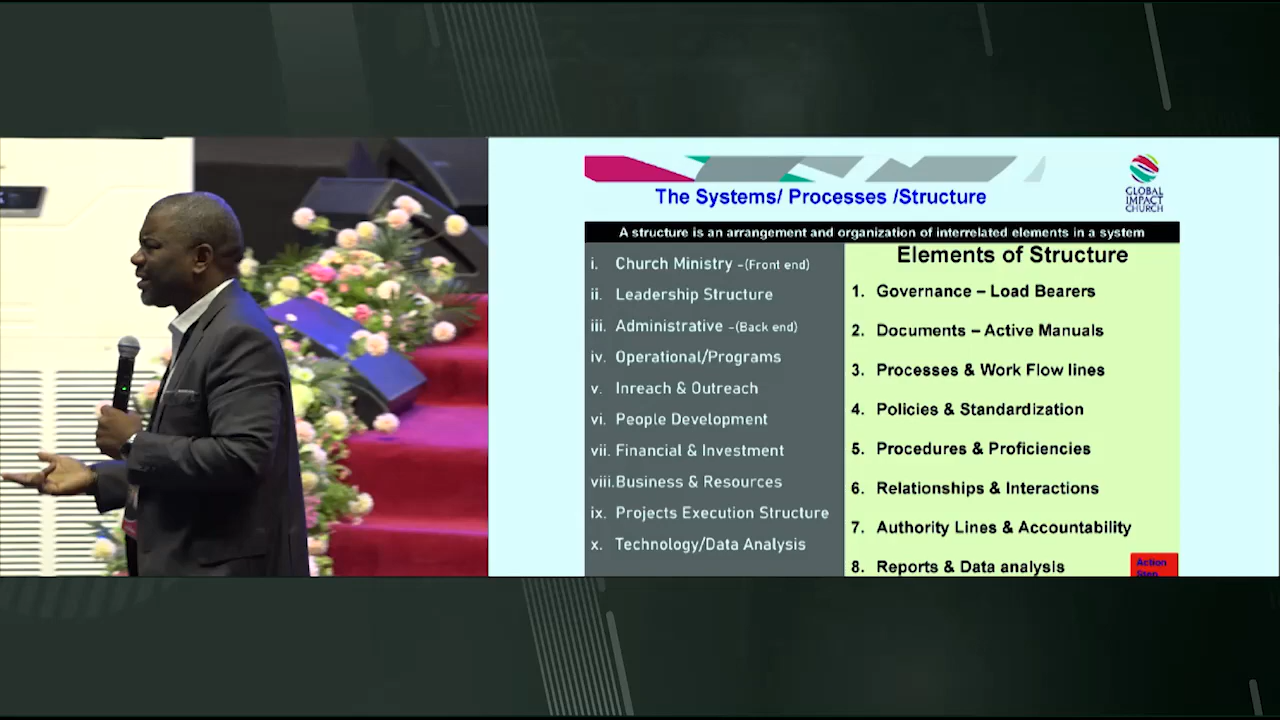 The Systems/ Processes /Structure
GLOBAL
IMPACT
CHURCH
A structure is an arrangement and organization of interrelated elements in a system
i. Church Ministry -(Front end)
ii. Leadership Structure
iii. Administrative -(Back end)
iv. Operational/Programs
v. Inreach & Outreach
vi. People Development
vii. Financial & Investment
viii.Business & Resources
ix. Projects Execution Structure
x. Technology/Data Analysis
Elements of Structure
1. Governance – Load Bearers
2. Documents – Active Manuals
3. Processes & Work Flow lines
4. Policies & Standardization
5. Procedures & Proficiencies
6. Relationships & Interactions
7. Authority Lines & Accountability
8. Reports & Data analysis
Action
Step